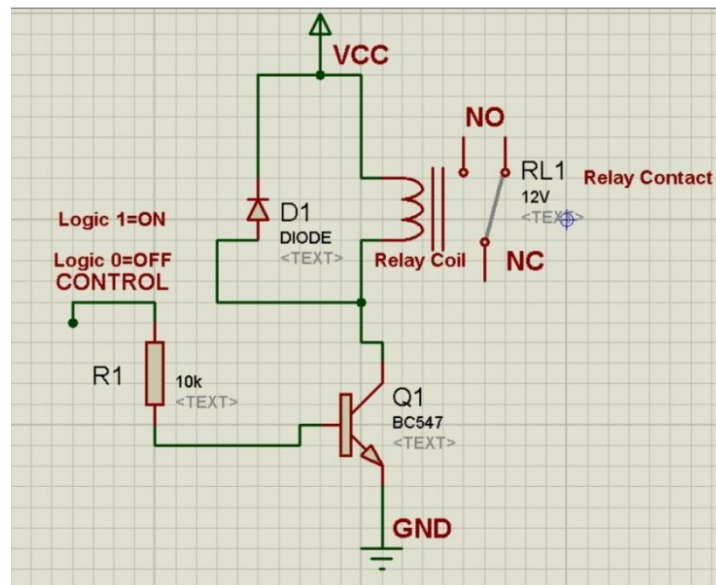 VCC
NO
RL1
Relay Contact
12V
<TEXT>
D1
DIODE
<TEXT>
Logic 1=ON
Logic 0=OFF
CONTROL
Relay Coil
NC
R1
10k
<TEXT>
Q1
BC547
<TEXT>
GND